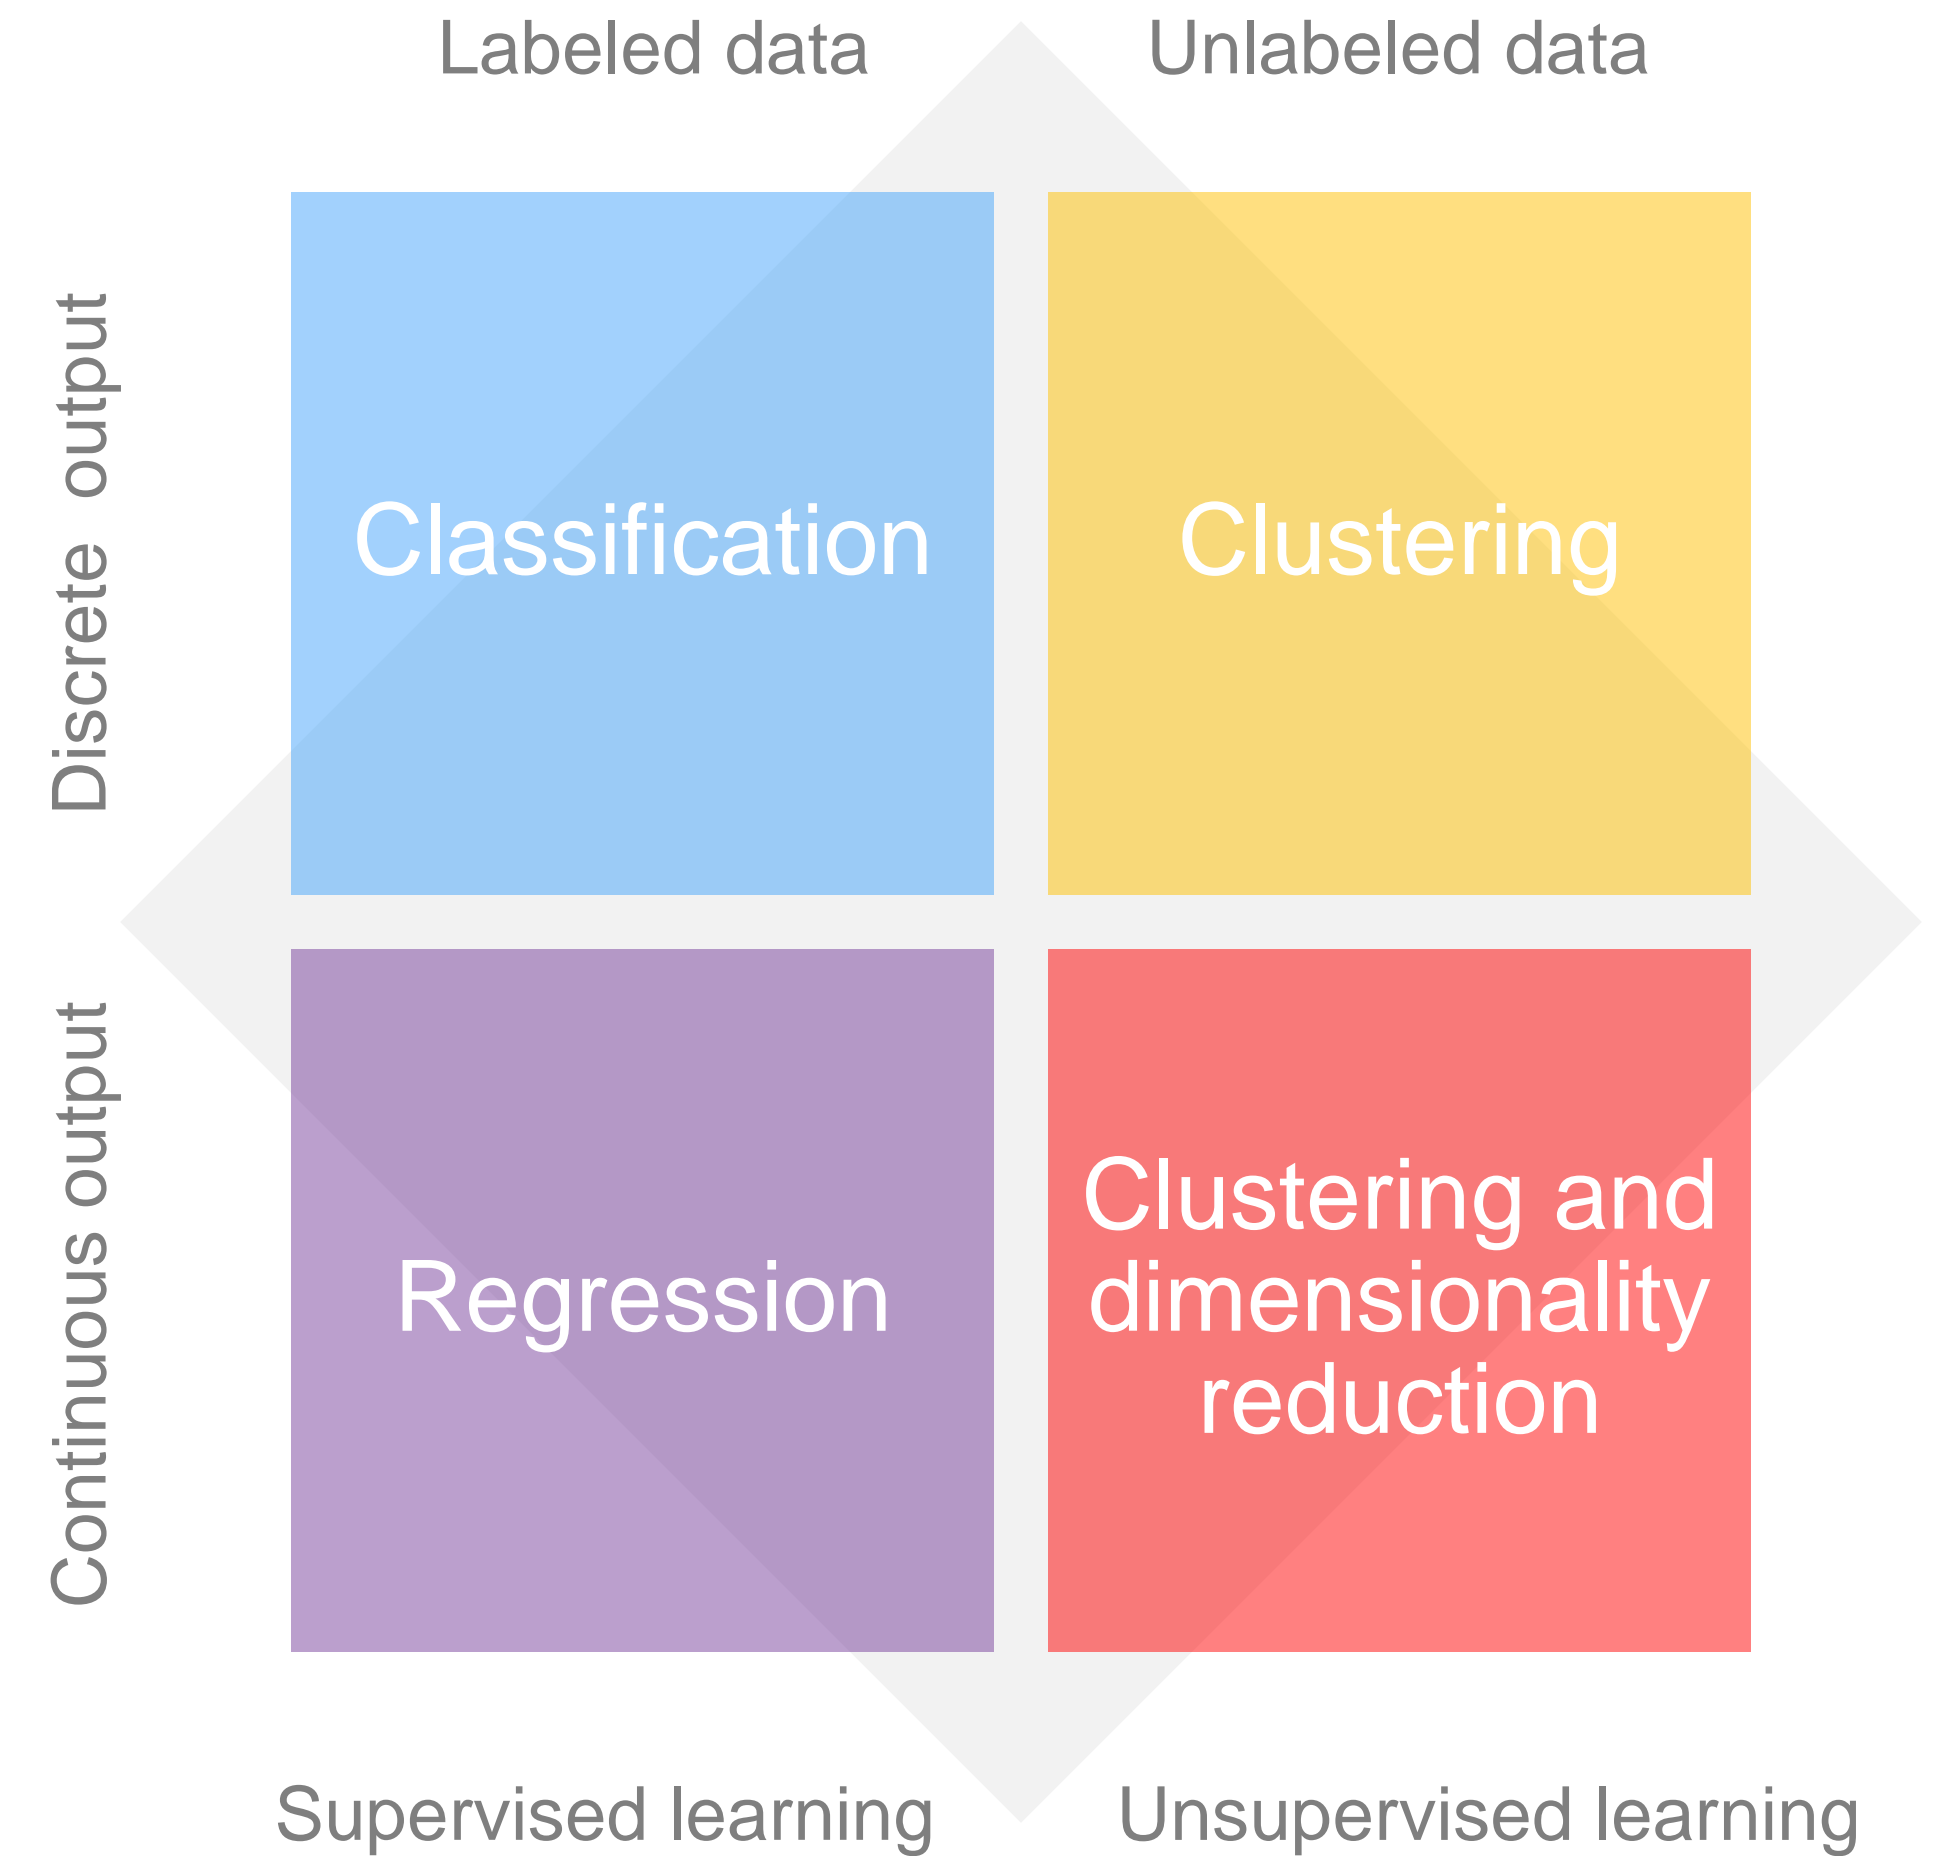 Labeled data
Unlabeled data
Discrete output
Classification
Clustering
Continuous output
Regression
Clustering and
dimensionality
reduction
Supervised learning
Unsupervised learning